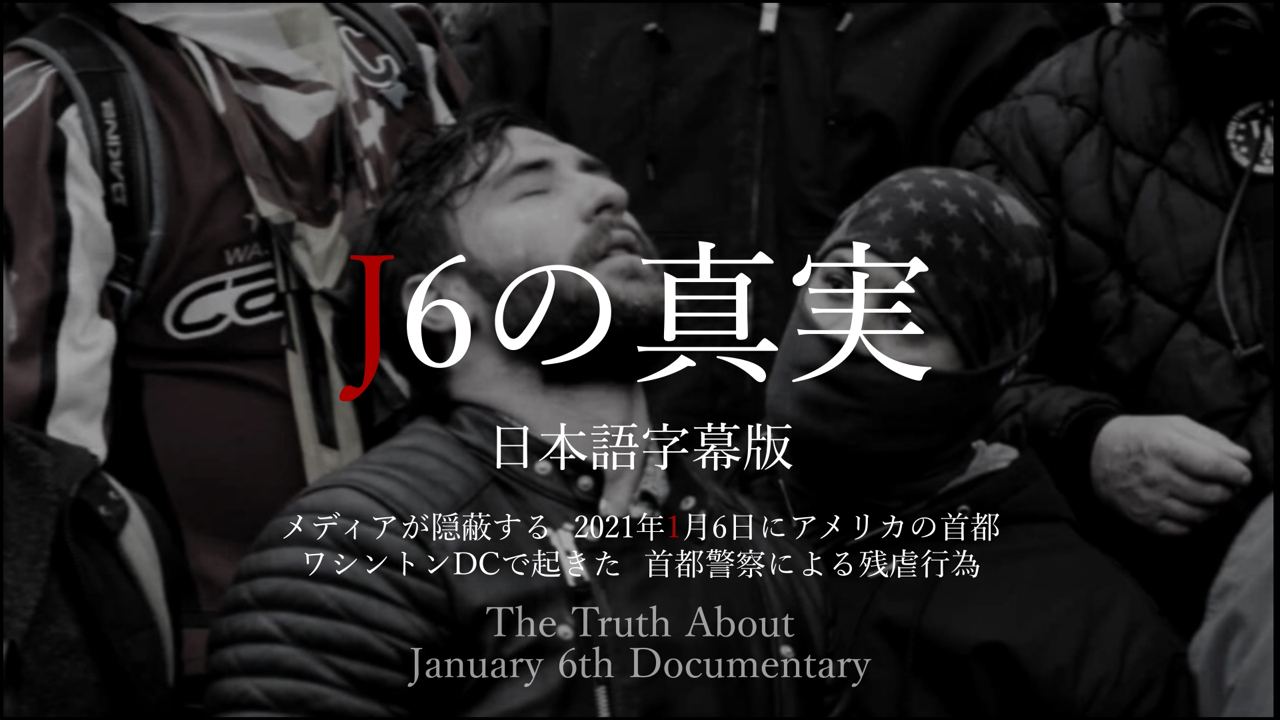 DAKINE
WA
Ca
J6の真実
日本語字幕版
メディアが隠蔽する 2021年1月6日にアメリカの首都
ワシントンDCで起きた 首都警察による残虐行為
The Truth About
January 6th Documentary